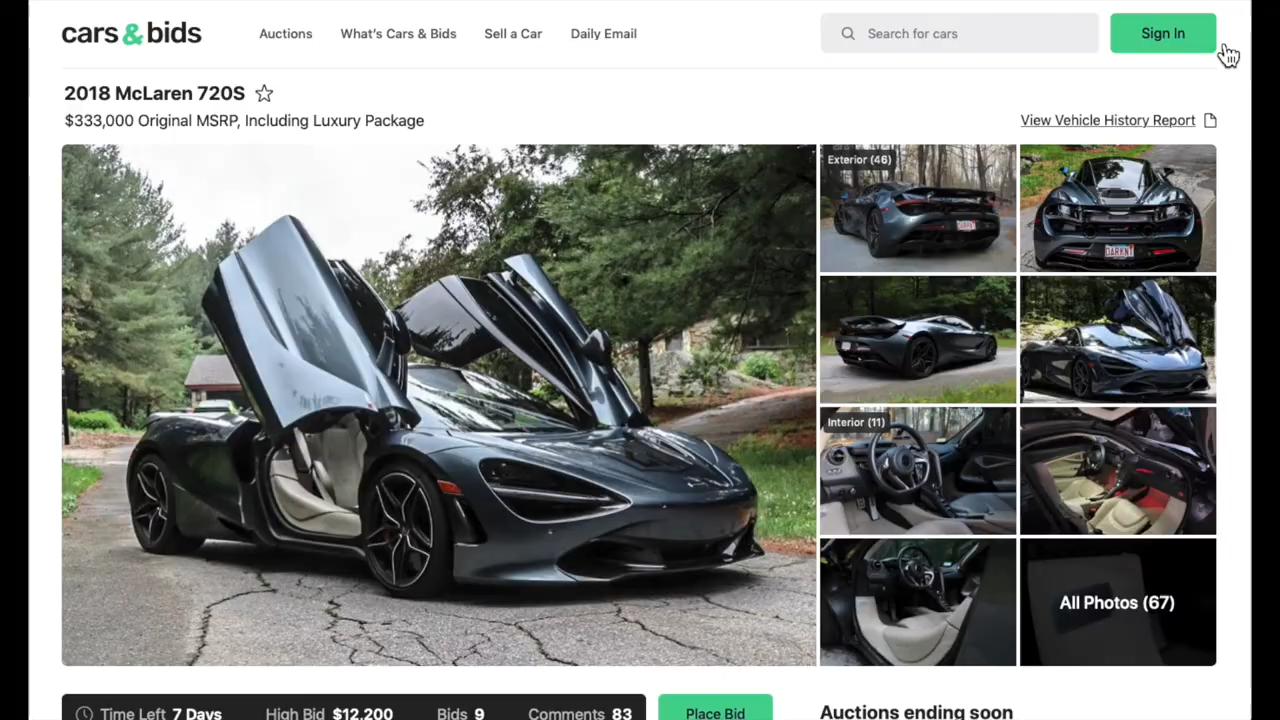 cars & bids
Auctions
What's Cars & Bids
Sell a Car
Daily Email
Search for cars
Sign In
2018 McLaren 720S
$333,000 Original MSRP, Including Luxury Package
View Vehicle History Report
Exterior (46)
DARKNT
Interior (11)
All Photos (67)
Time Left 7 Days
High Bid $12,200
Bids 9
Comments 83
Place Bid
Auctions ending soon